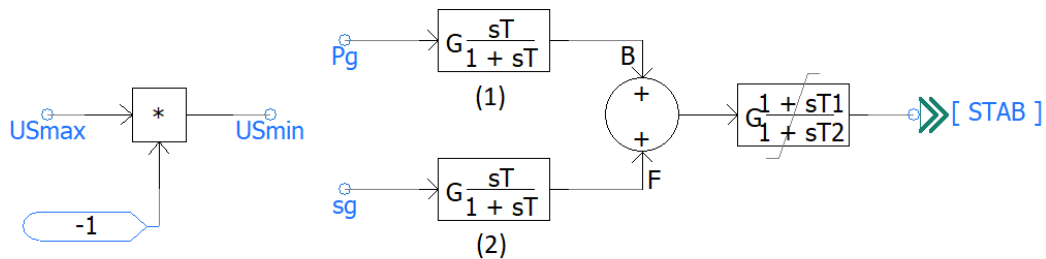 USmax
*
USmin
-1
Pg
G sT
1 + sT
(1)
B
+
+
F
sg
G sT
1 + sT
(2)
G 1 + sT1
1 + sT2
[ STAB ]